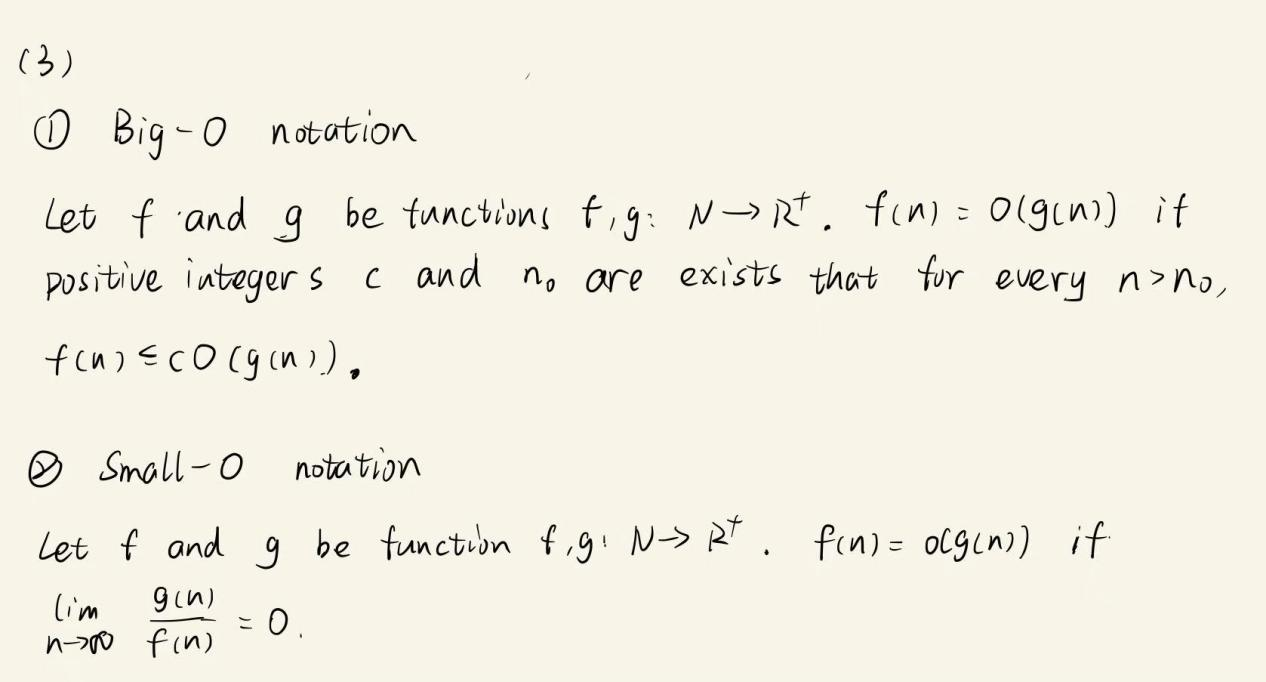 (3)
① Big-O notation
Let f and g be functions f,g: N→R⁺. f(n) = O(g(n)) if
positive integers c and n₀ are exists that for every n>n₀,
f(n) ≤ cO(g(n)).
② Small-O notation
Let f and g be function f,g: N→R⁺. f(n) = o(g(n)) if
lim n→∞ g(n)/f(n) = 0.